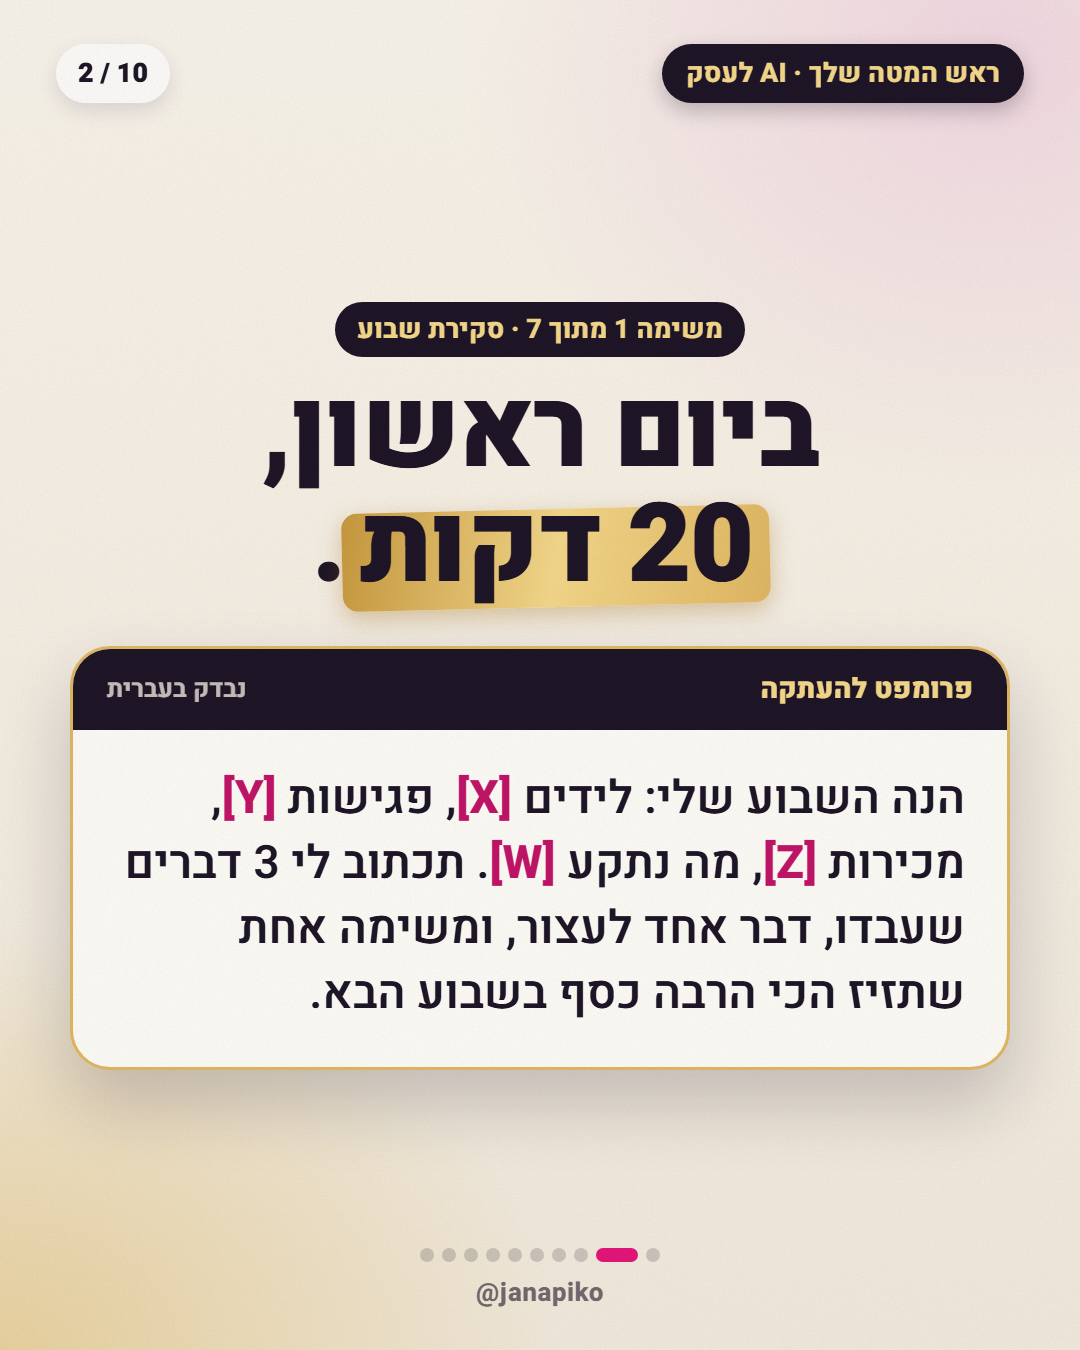 ראש המטה שלך · AI לעסק
2 / 10
משימה 1 מתוך 7 · סקירת שבוע
ביום ראשון,
20 דקות.
פרומפט להעתקה
נבדק בעברית
הנה השבוע שלי: לידים [X], פגישות [Y],
מכירות [Z], מה נתקע [W]. תכתוב לי 3 דברים
שעבדו, דבר אחד לעצור, ומשימה אחת
שתזיז הכי הרבה כסף בשבוע הבא.
@janapiko